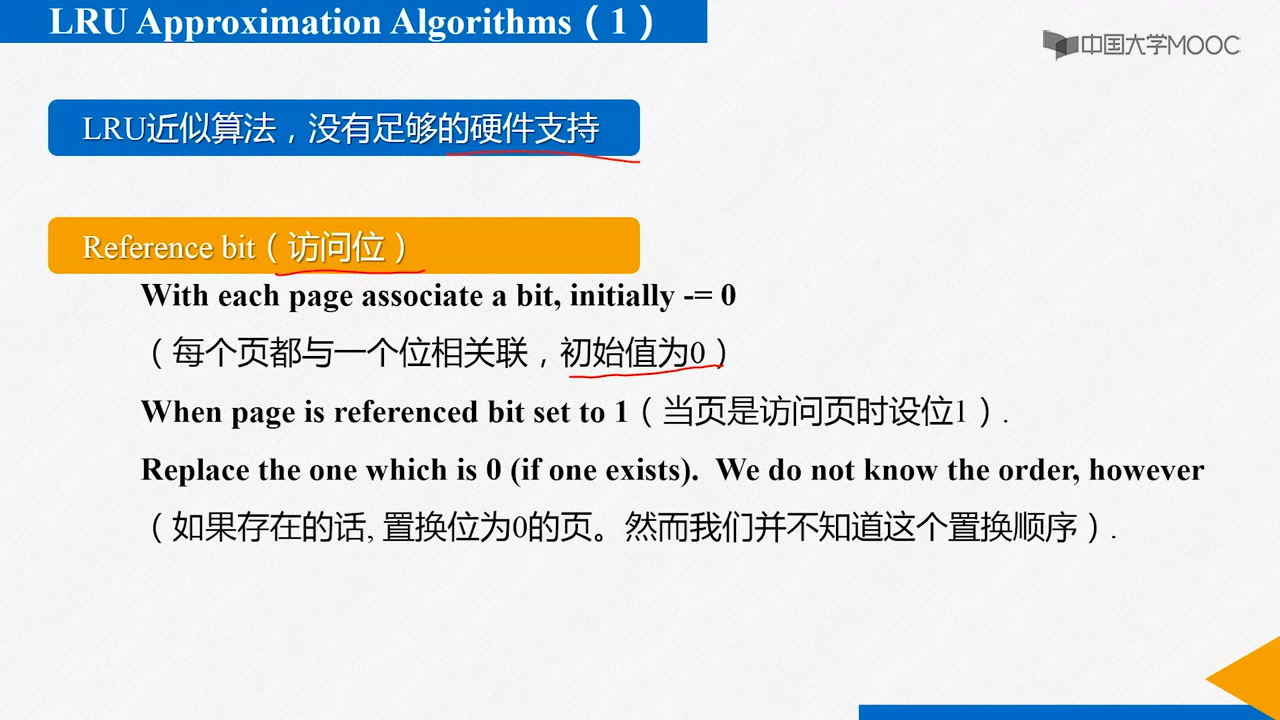 LRU Approximation Algorithms（1）
中国大学MOOC
LRU近似算法，没有足够的硬件支持
Reference bit（访问位）
With each page associate a bit, initially -= 0
（每个页都与一个位相关联，初始值为0）
When page is referenced bit set to 1（当页是访问页时设位1）.
Replace the one which is 0 (if one exists).  We do not know the order, however
（如果存在的话, 置换位为0的页。然而我们并不知道这个置换顺序）.